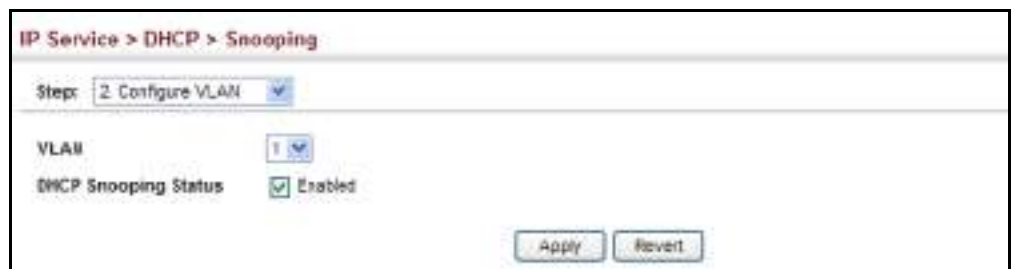 IP Service > DHCP > Snooping
Step: 2. Configure VLAN
VLAN 1
DHCP Snooping Status Enabled
Apply Revert